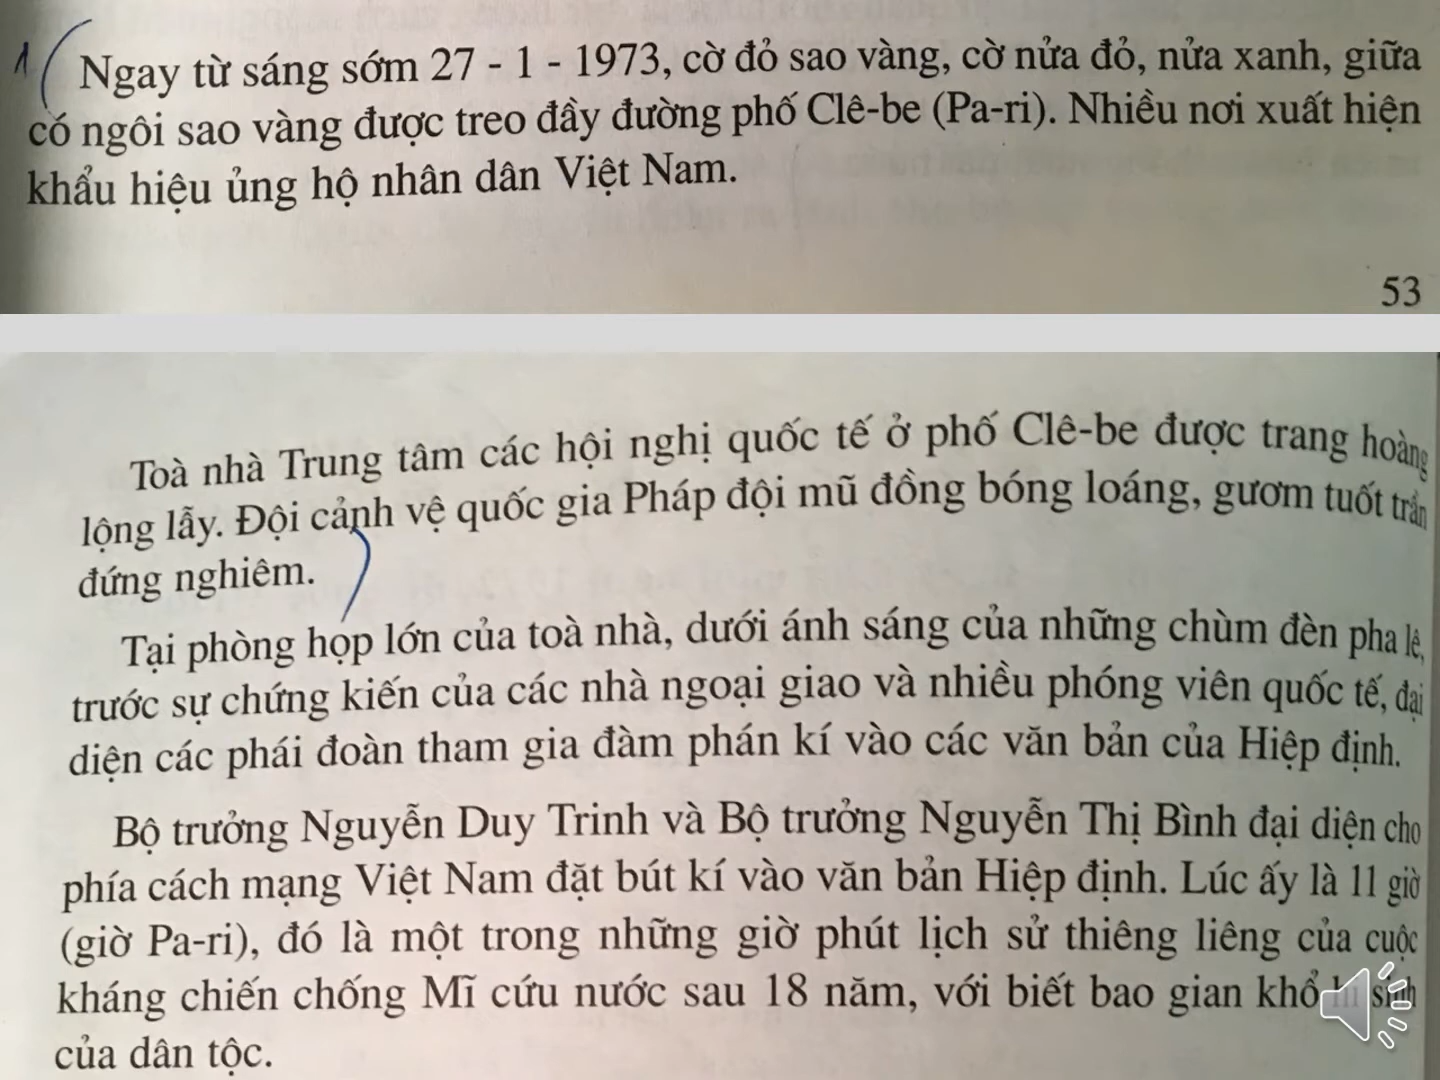 1
Ngay từ sáng sớm 27 - 1 - 1973, cờ đỏ sao vàng, cờ nửa đỏ, nửa xanh, giữa
có ngôi sao vàng được treo đầy đường phố Clê-be (Pa-ri). Nhiều nơi xuất hiện
khẩu hiệu ủng hộ nhân dân Việt Nam.
53
Toà nhà Trung tâm các hội nghị quốc tế ở phố Clê-be được trang hoàng
lộng lẫy. Đội cảnh vệ quốc gia Pháp đội mũ đồng bóng loáng, gươm tuốt trần
đứng nghiêm.
Tại phòng họp lớn của toà nhà, dưới ánh sáng của những chùm đèn pha lê,
trước sự chứng kiến của các nhà ngoại giao và nhiều phóng viên quốc tế, đại
diện các phái đoàn tham gia đàm phán kí vào các văn bản của Hiệp định.
Bộ trưởng Nguyễn Duy Trinh và Bộ trưởng Nguyễn Thị Bình đại diện cho
phía cách mạng Việt Nam đặt bút kí vào văn bản Hiệp định. Lúc ấy là 11 giờ
(giờ Pa-ri), đó là một trong những giờ phút lịch sử thiêng liêng của cuộc
kháng chiến chống Mĩ cứu nước sau 18 năm, với biết bao gian khổ hi sinh
của dân tộc.